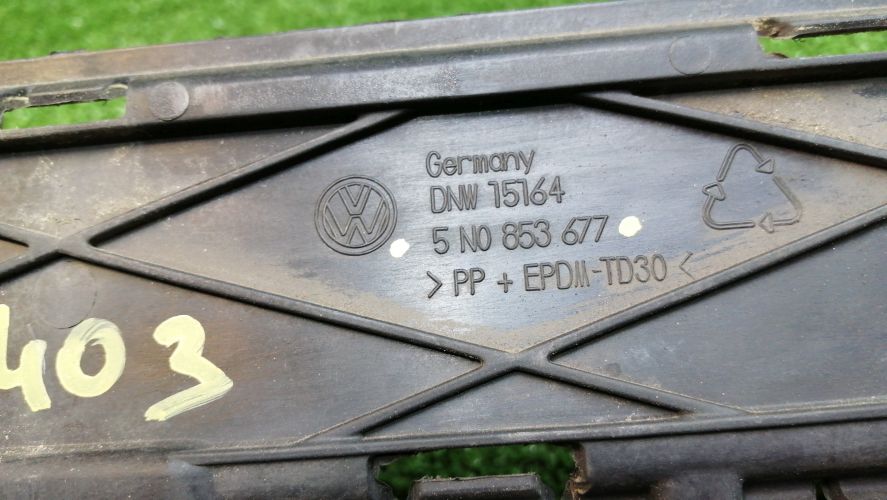 Germany
DNW 15164
5 N0 853 677
> PP + EPDM-TD30 <
403